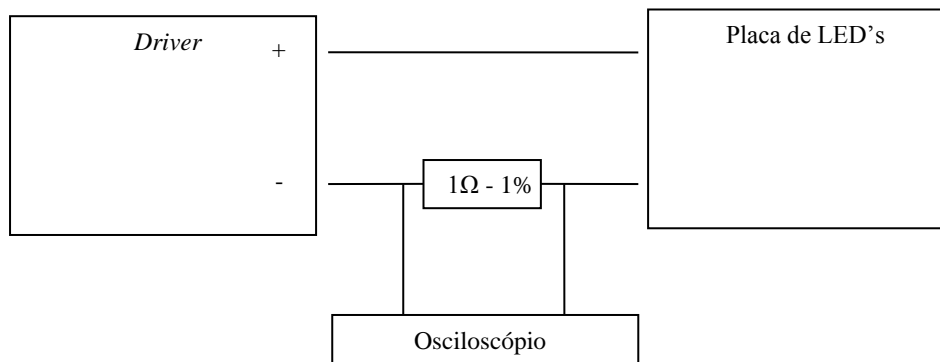 Driver
+
-
Placa de LED’s
1Ω - 1%
Osciloscópio